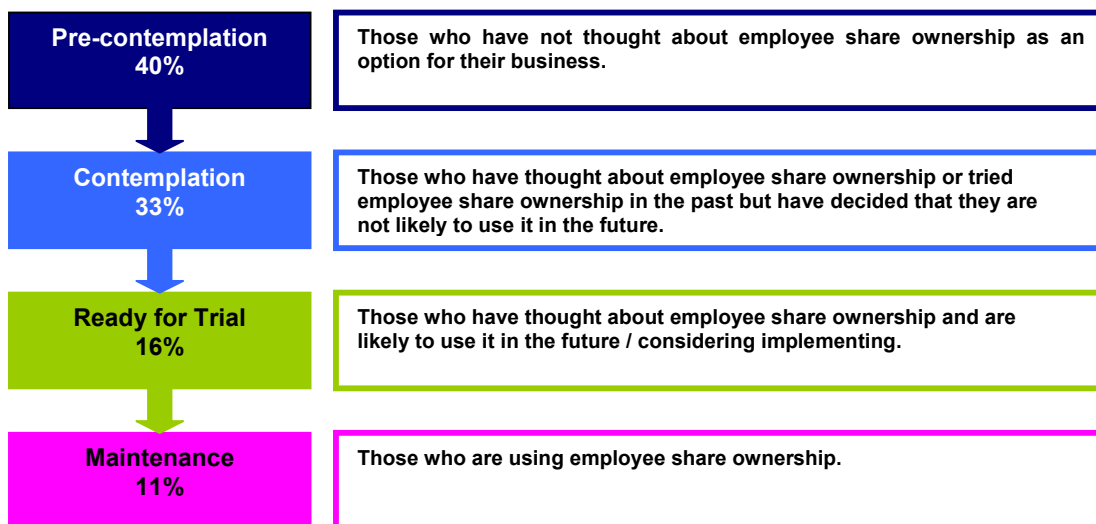 Pre-contemplation
40%
Those who have not thought about employee share ownership as an
option for their business.
Contemplation
33%
Those who have thought about employee share ownership or tried
employee share ownership in the past but have decided that they are
not likely to use it in the future.
Ready for Trial
16%
Those who have thought about employee share ownership and are
likely to use it in the future / considering implementing.
Maintenance
11%
Those who are using employee share ownership.